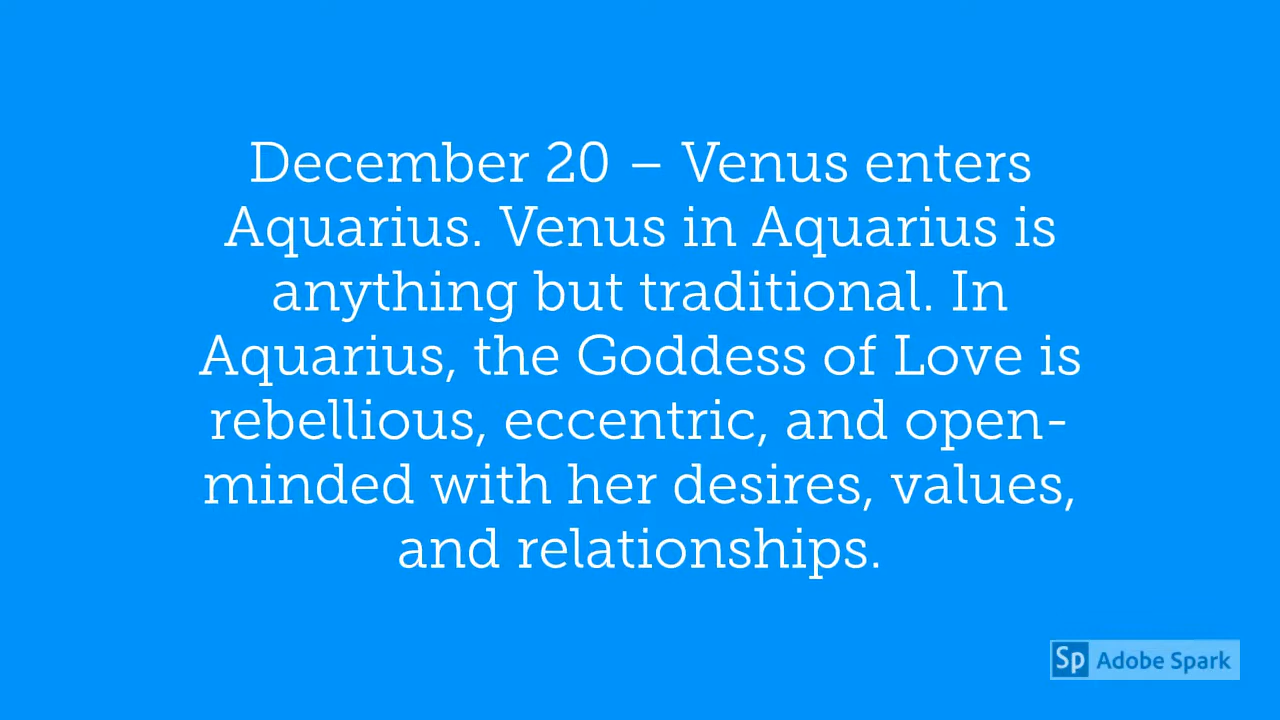 December 20 – Venus enters
Aquarius. Venus in Aquarius is
anything but traditional. In
Aquarius, the Goddess of Love is
rebellious, eccentric, and open-
minded with her desires, values,
and relationships.
Sp Adobe Spark